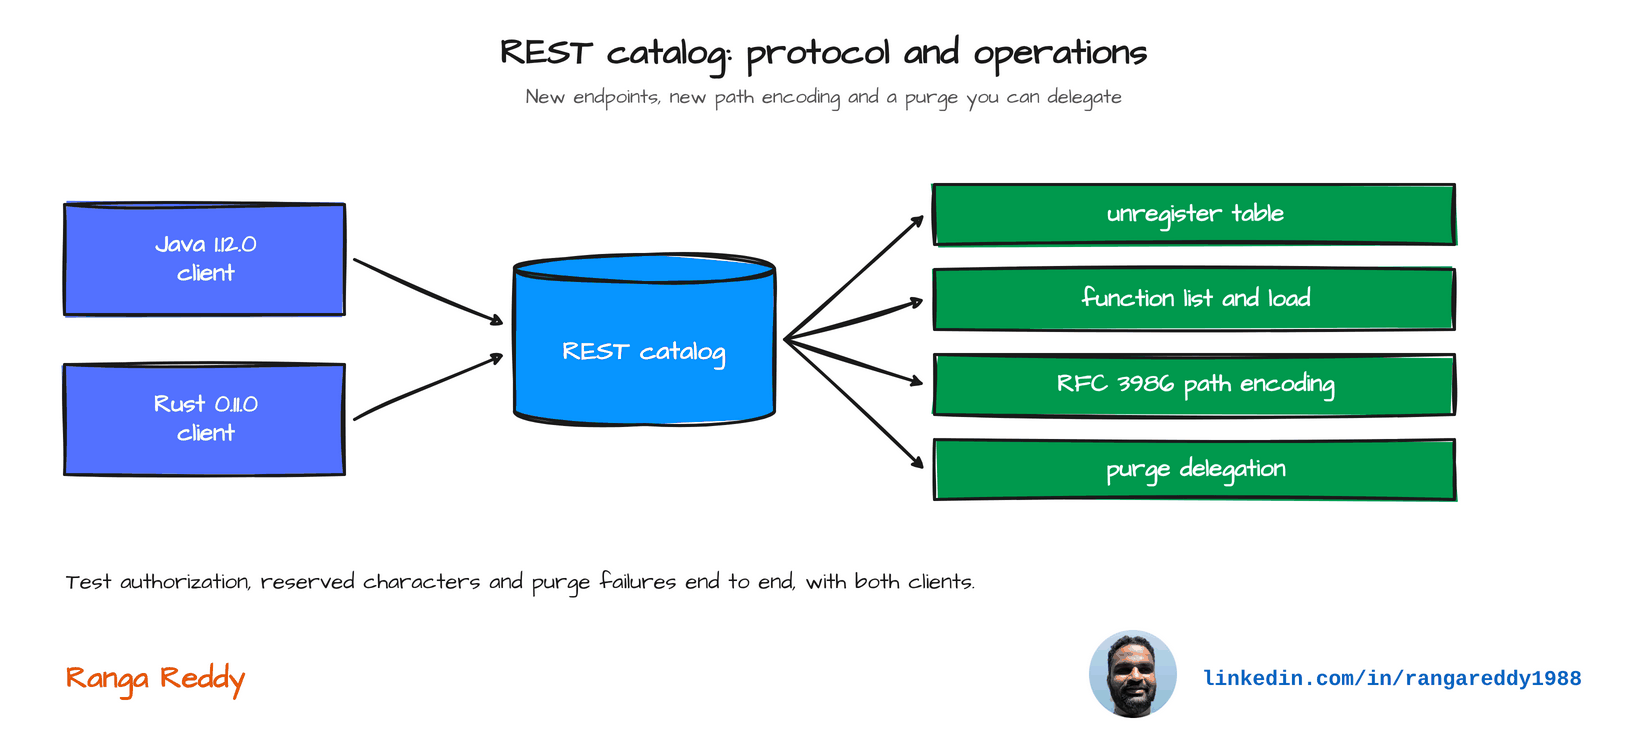 REST catalog: protocol and operations
New endpoints, new path encoding and a purge you can delegate
Java 1.12.0
client
Rust 0.11.0
client
REST catalog
unregister table
function list and load
RFC 3986 path encoding
purge delegation
Test authorization, reserved characters and purge failures end to end, with both clients.
Ranga Reddy
linkedin.com/in/rangareddy1988